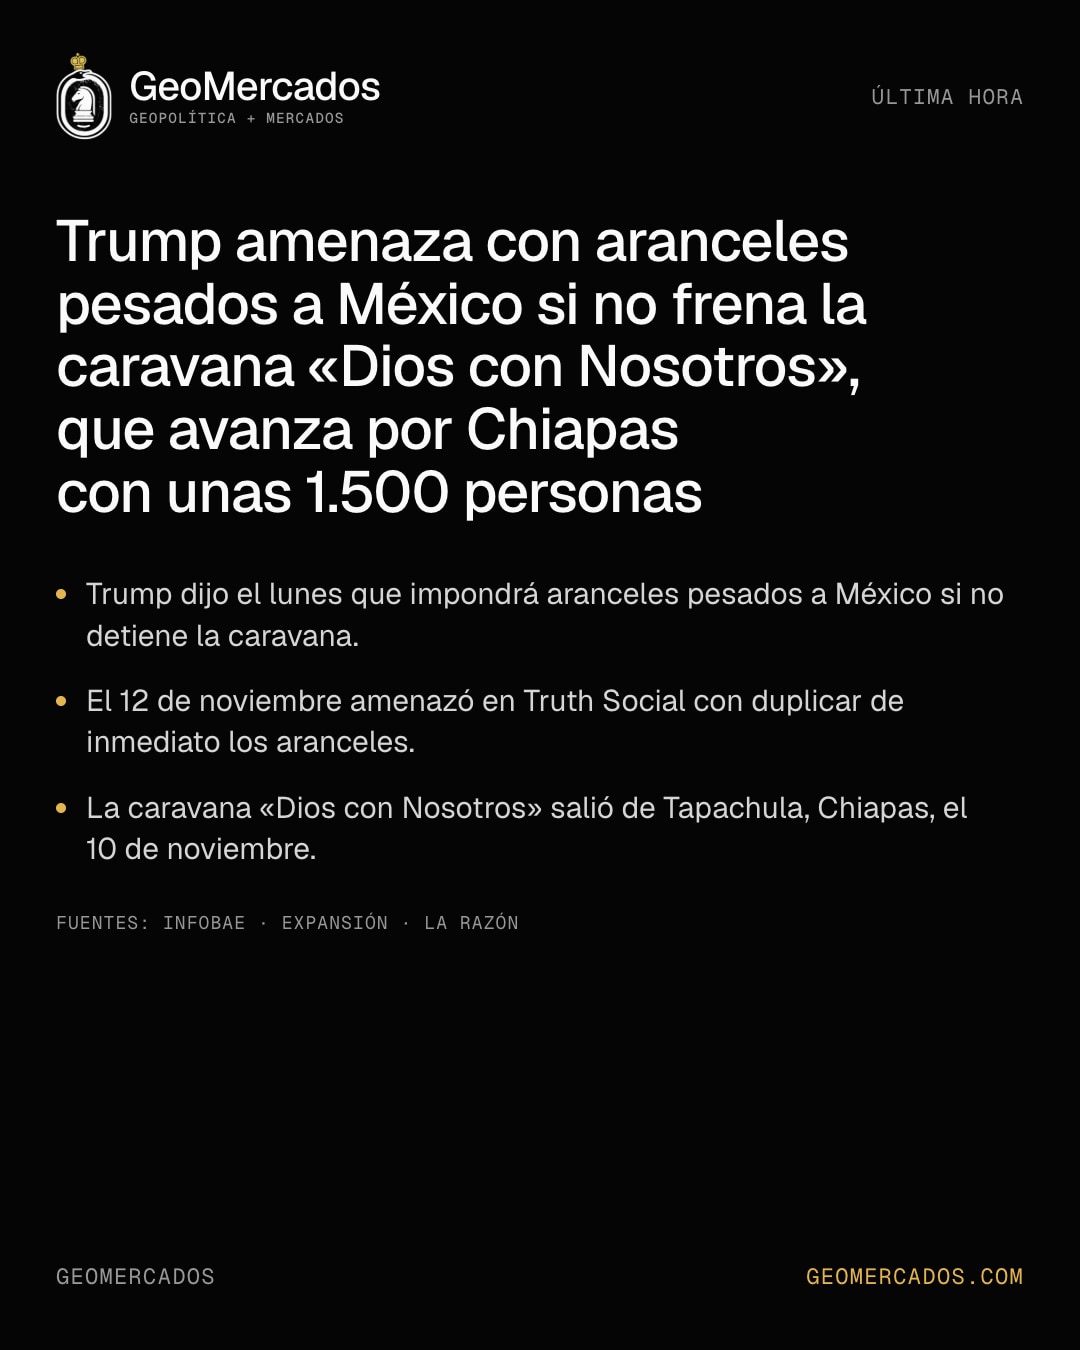 GeoMercados
GEOPOLÍTICA + MERCADOS
ÚLTIMA HORA
Trump amenaza con aranceles
pesados a México si no frena la
caravana «Dios con Nosotros»,
que avanza por Chiapas
con unas 1.500 personas
• Trump dijo el lunes que impondrá aranceles pesados a México si no
detiene la caravana.
• El 12 de noviembre amenazó en Truth Social con duplicar de
inmediato los aranceles.
• La caravana «Dios con Nosotros» salió de Tapachula, Chiapas, el
10 de noviembre.
FUENTES: INFOBAE · EXPANSIÓN · LA RAZÓN
GEOMERCADOS
GEOMERCADOS.COM